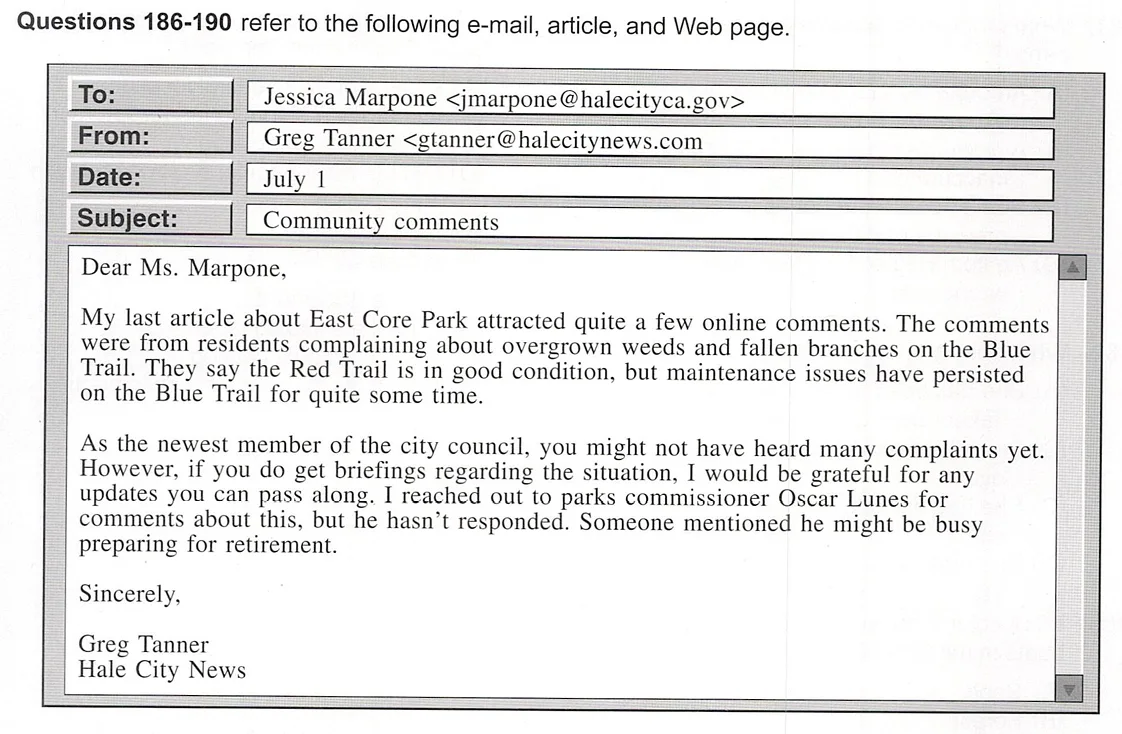 Questions 186-190 refer to the following e-mail, article, and Web page.
To: Jessica Marpone <jmarpone@halecityca.gov>
From: Greg Tanner <gtanner@halecitynews.com
Date: July 1
Subject: Community comments
Dear Ms. Marpone,
My last article about East Core Park attracted quite a few online comments. The comments
were from residents complaining about overgrown weeds and fallen branches on the Blue
Trail. They say the Red Trail is in good condition, but maintenance issues have persisted
on the Blue Trail for quite some time.
As the newest member of the city council, you might not have heard many complaints yet.
However, if you do get briefings regarding the situation, I would be grateful for any
updates you can pass along. I reached out to parks commissioner Oscar Lunes for
comments about this, but he hasn't responded. Someone mentioned he might be busy
preparing for retirement.
Sincerely,
Greg Tanner
Hale City News